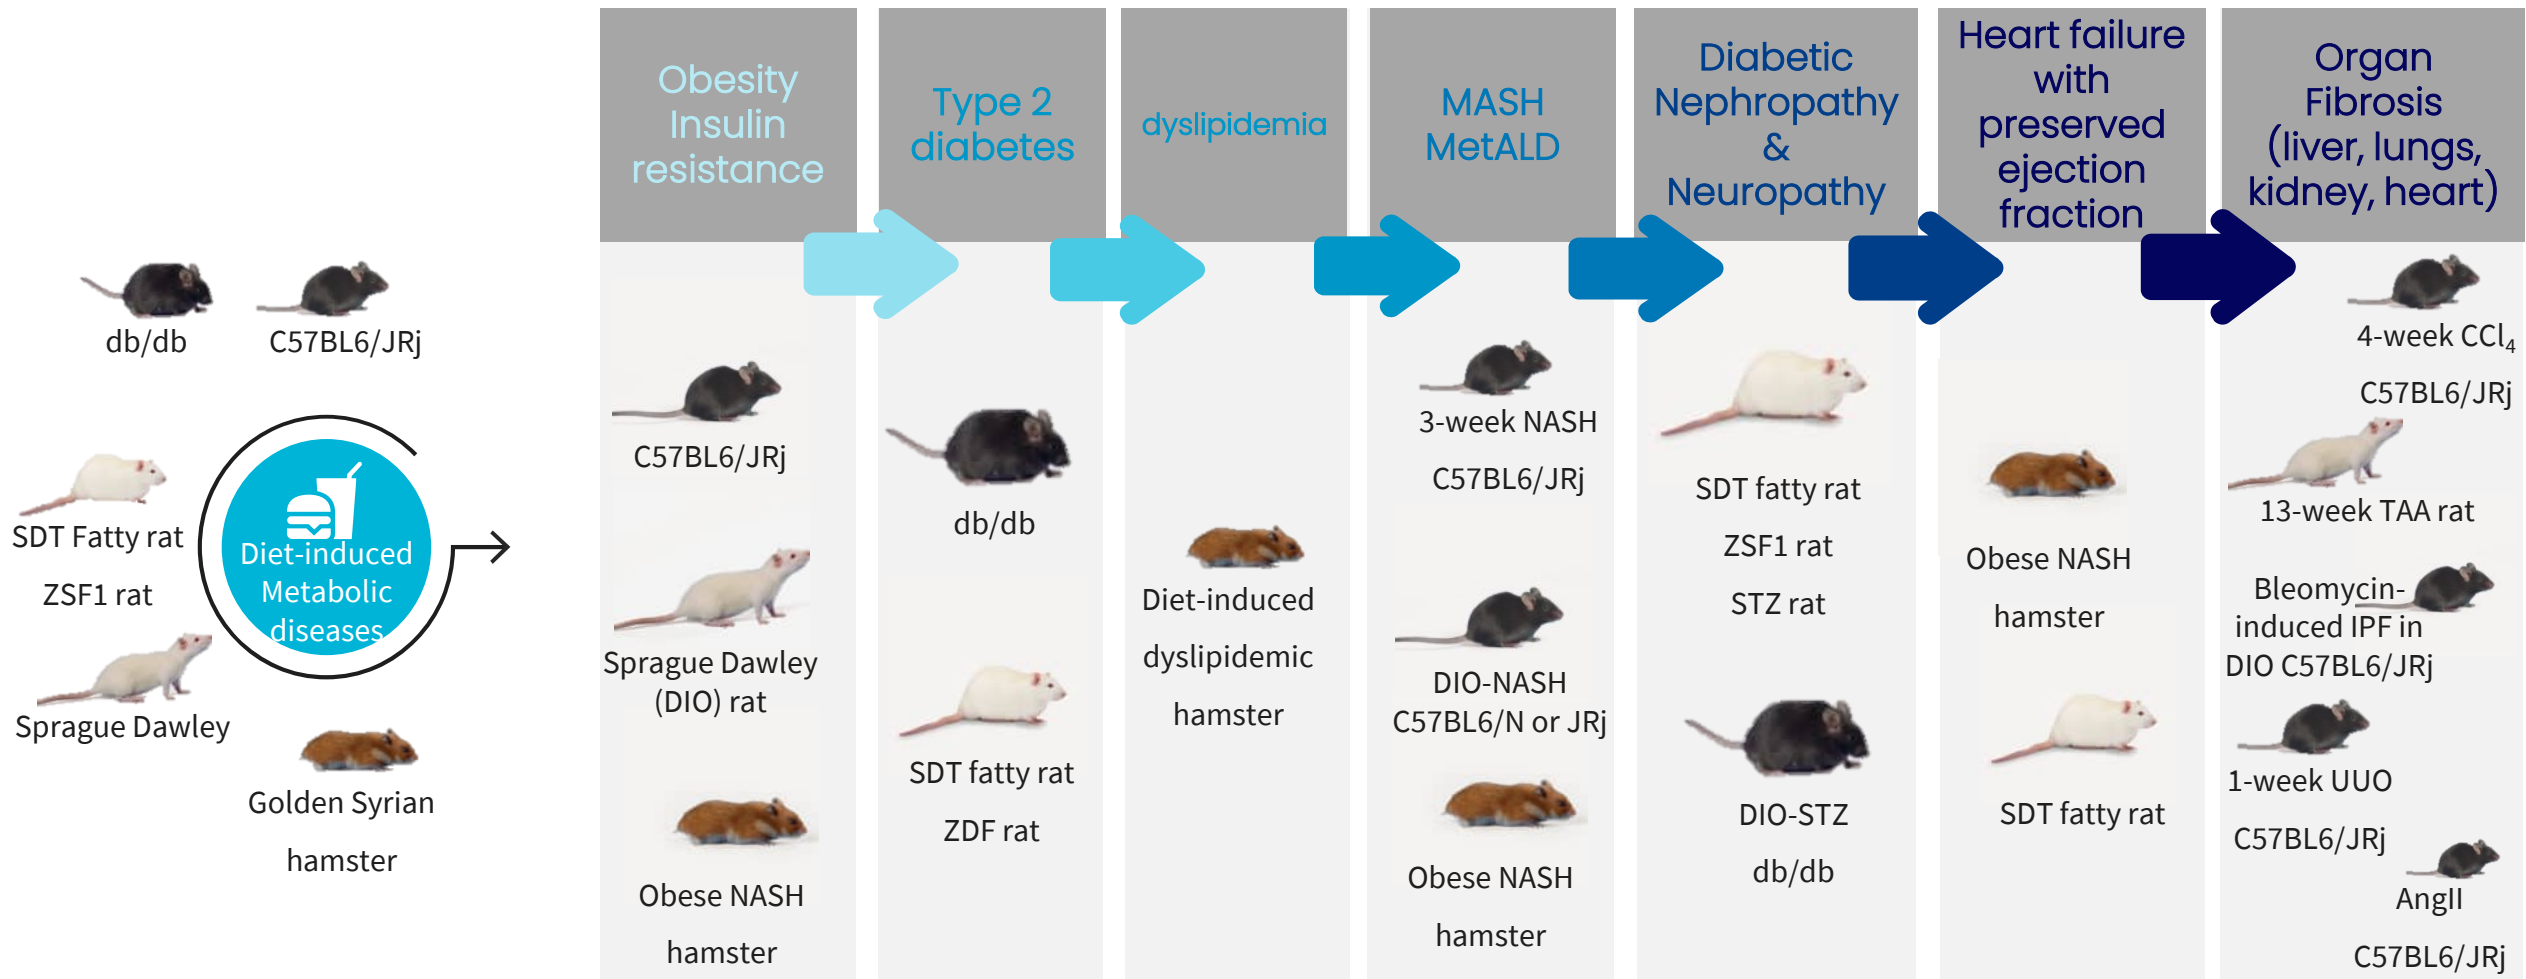 db/db
C57BL6/JRj
SDT Fatty rat
ZSF1 rat
Diet-induced
Metabolic
diseases
Sprague Dawley
Golden Syrian
hamster
Obesity
Insulin
resistance
C57BL6/JRj
Sprague Dawley
(DIO) rat
Obese NASH
hamster
Type 2
diabetes
db/db
SDT fatty rat
ZDF rat
dyslipidemia
Diet-induced
dyslipidemic
hamster
MASH
MetALD
3-week NASH
C57BL6/JRj
DIO-NASH
C57BL6/N or JRj
Obese NASH
hamster
Diabetic
Nephropathy
&
Neuropathy
SDT fatty rat
ZSF1 rat
STZ rat
DIO-STZ
db/db
Heart failure
with
preserved
ejection
fraction
Obese NASH
hamster
SDT fatty rat
Organ
Fibrosis
(liver, lungs,
kidney, heart)
4-week CCl₄
C57BL6/JRj
13-week TAA rat
Bleomycin-
induced IPF in
DIO C57BL6/JRj
1-week UUO
C57BL6/JRj
AngII
C57BL6/JRj